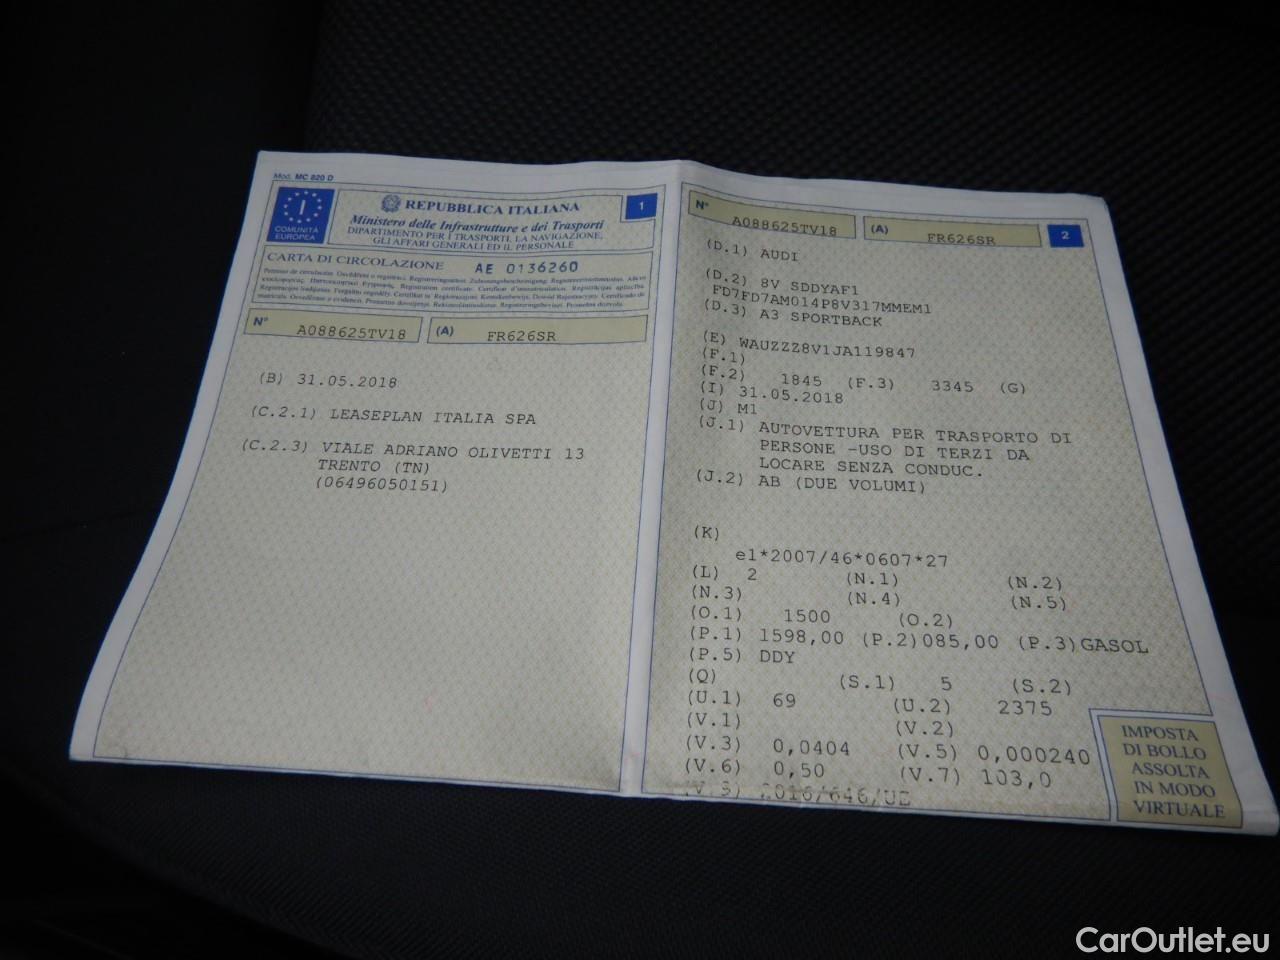 Mod. MC 820 D
I
COMUNITÀ
EUROPEA
REPUBBLICA ITALIANA
Ministero delle Infrastrutture e dei Trasporti
DIPARTIMENTO PER I TRASPORTI, LA NAVIGAZIONE,
GLI AFFARI GENERALI ED IL PERSONALE
1
CARTA DI CIRCOLAZIONE AE 0136260
N° A088625TV18 (A) FR626SR
(B) 31.05.2018
(C.2.1) LEASEPLAN ITALIA SPA
(C.2.3) VIALE ADRIANO OLIVETTI 13
TRENTO (TN)
(06496050151)
N° A088625TV18 (A) FR626SR
2
(D.1) AUDI
(D.2) 8V SDDYAF1
FD7FD7AM014P8V317MMEM1
(D.3) A3 SPORTBACK
(E) WAUZZZ8V1JA119847
(F.1)
(F.2) 1845 (F.3) 3345 (G)
(I) 31.05.2018
(J) M1
(J.1) AUTOVETTURA PER TRASPORTO DI
PERSONE -USO DI TERZI DA
LOCARE SENZA CONDUC.
(J.2) AB (DUE VOLUMI)
(K)
e1*2007/46*0607*27
(L) 2 (N.1) (N.2)
(N.3) (N.4) (N.5)
(O.1) 1500 (O.2)
(P.1) 1598,00 (P.2)085,00 (P.3)GASOL
(P.5) DDY
(Q) (S.1) 5 (S.2)
(U.1) 69 (U.2) 2375
(V.1) (V.2)
(V.3) 0,0404 (V.5) 0,000240
(V.6) 0,50 (V.7) 103,0
(V.9) 2016/646/UE
IMPOSTA
DI BOLLO
ASSOLTA
IN MODO
VIRTUALE
CarOutlet.eu